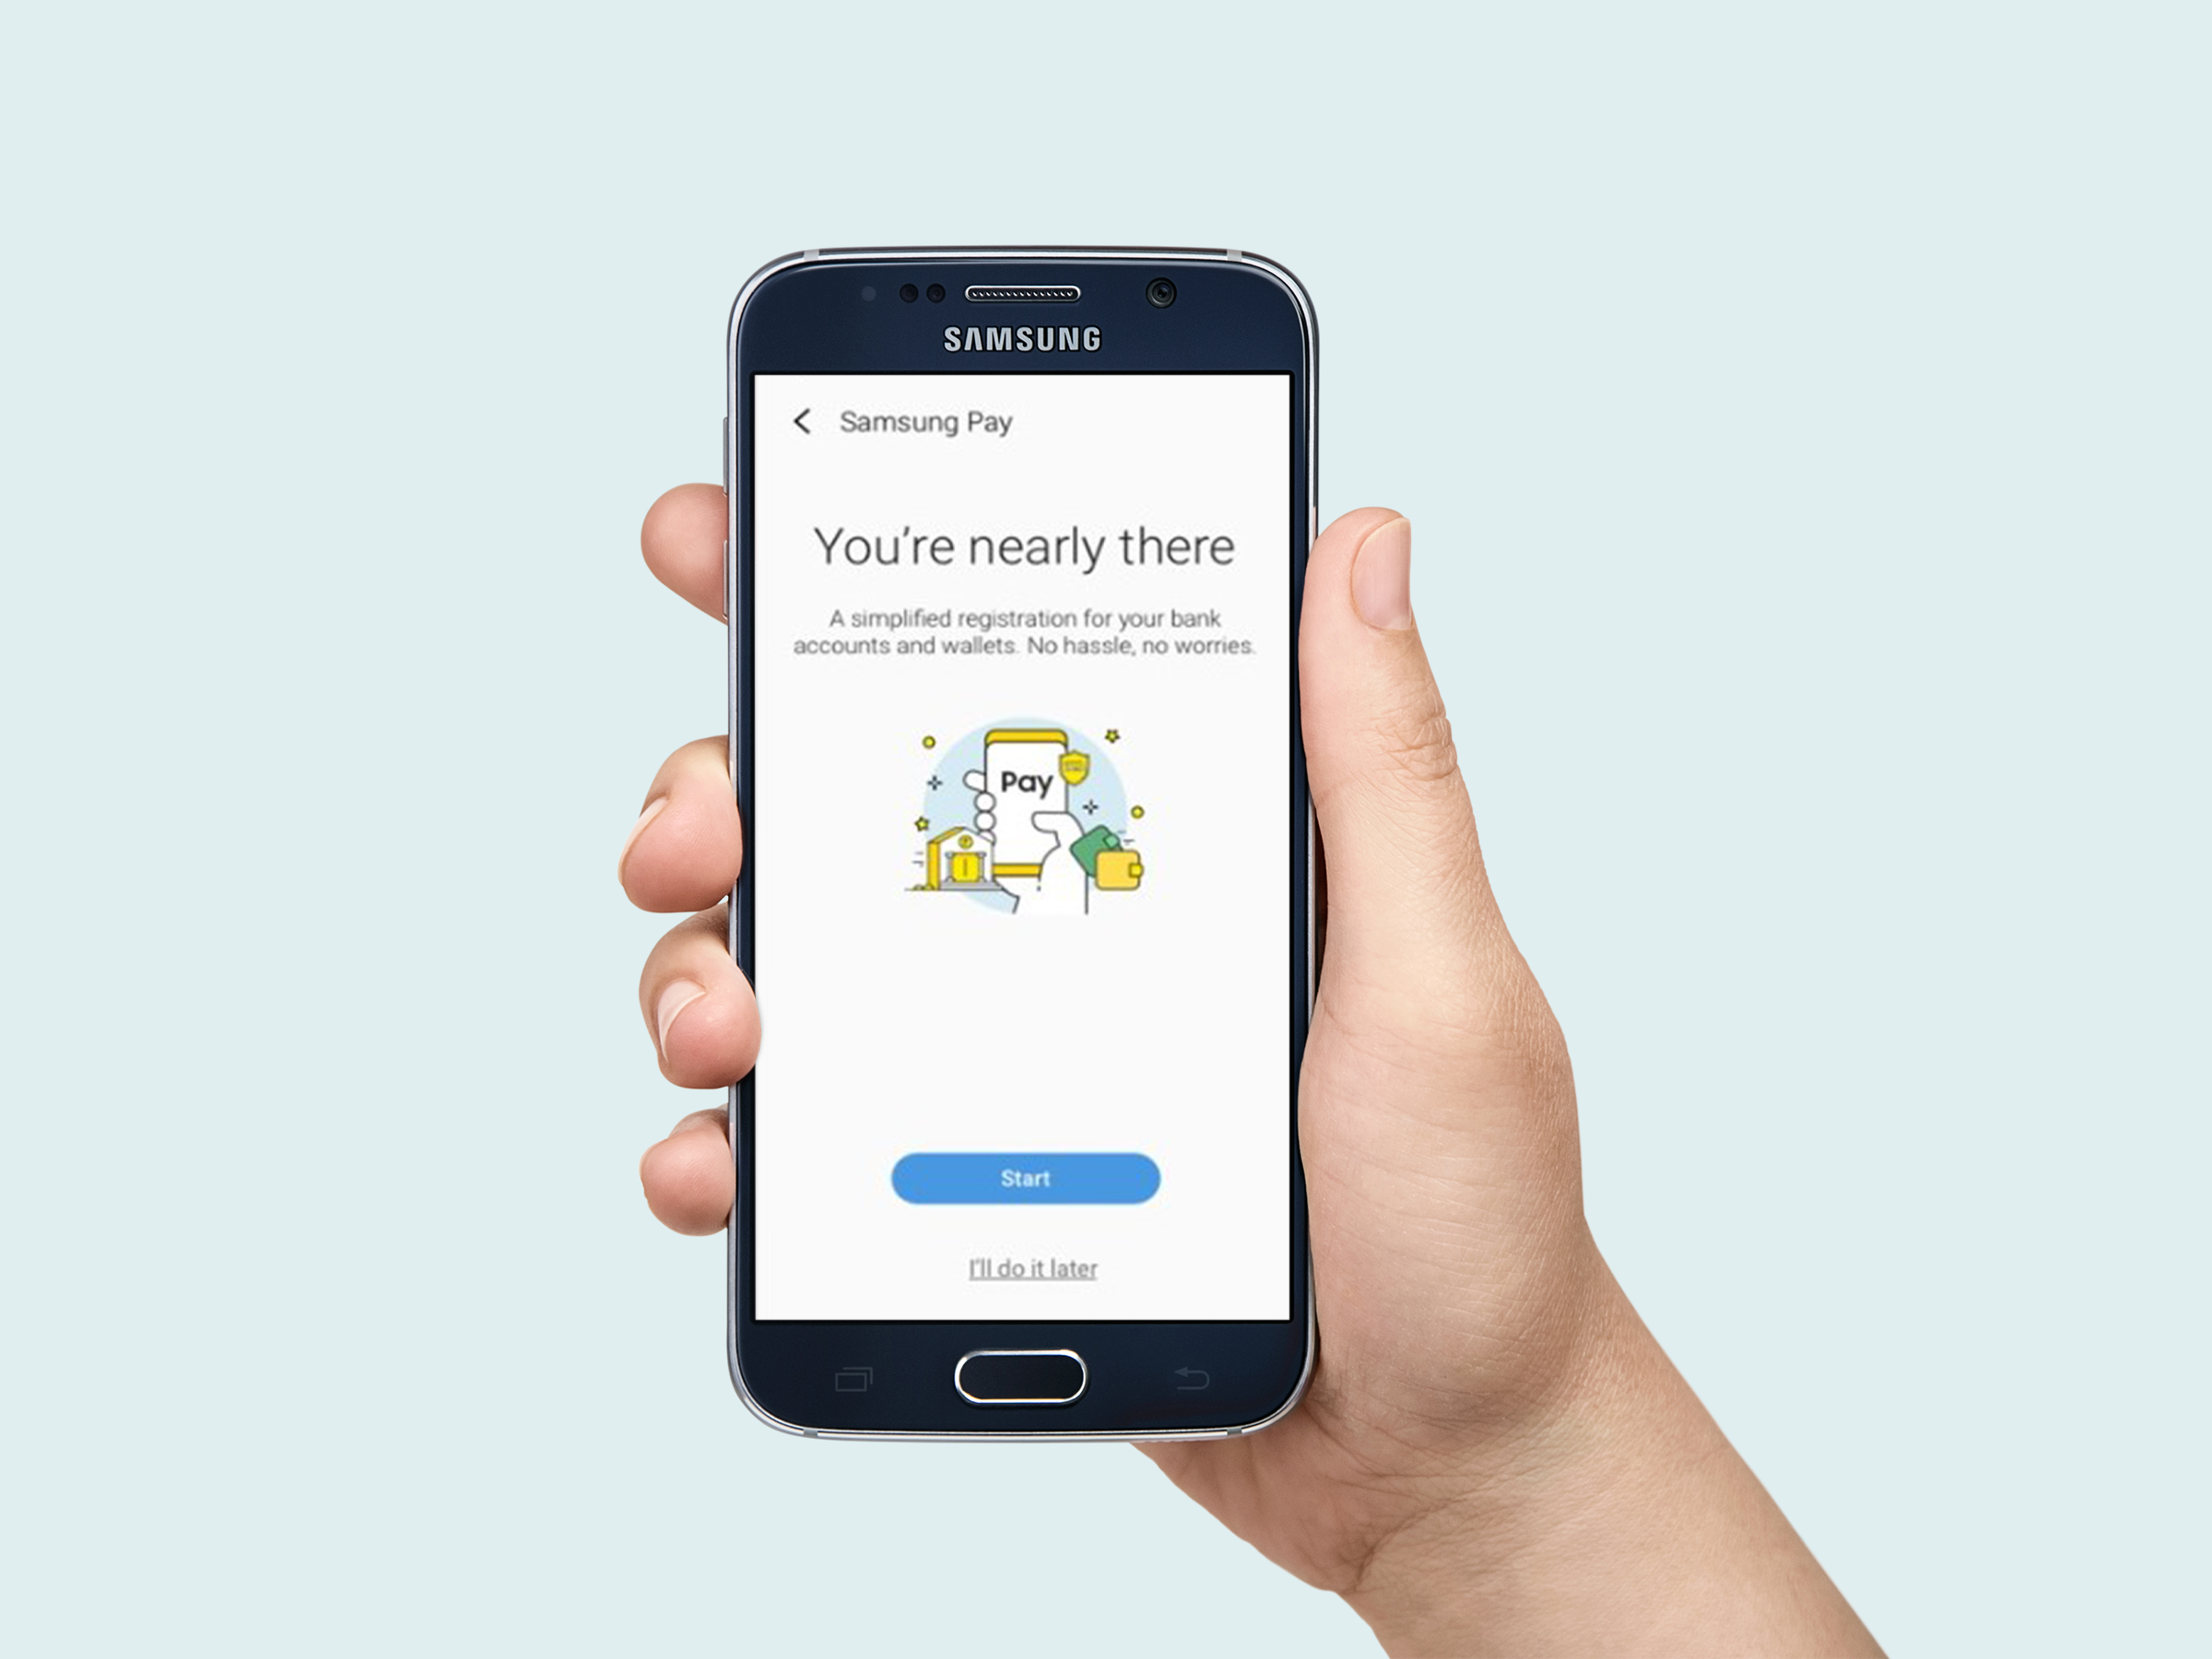 SAMSUNG
Samsung Pay
You're nearly there
A simplified registration for your bank
accounts and wallets. No hassle, no worries.
Pay
Start
I'll do it later